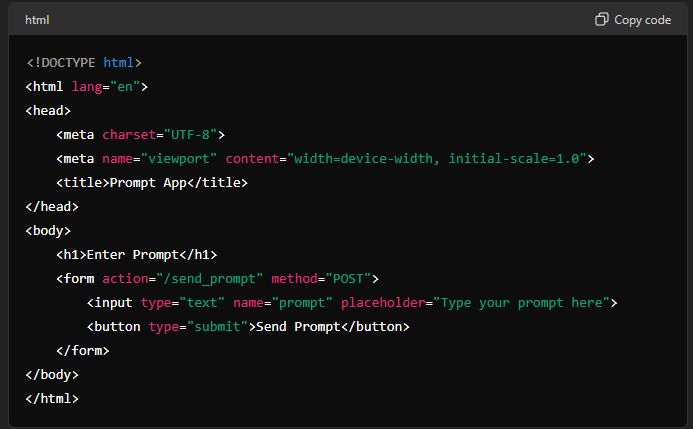 html
Copy code
<!DOCTYPE html>
<html lang="en">
<head>
    <meta charset="UTF-8">
    <meta name="viewport" content="width=device-width, initial-scale=1.0">
    <title>Prompt App</title>
</head>
<body>
    <h1>Enter Prompt</h1>
    <form action="/send_prompt" method="POST">
        <input type="text" name="prompt" placeholder="Type your prompt here">
        <button type="submit">Send Prompt</button>
    </form>
</body>
</html>